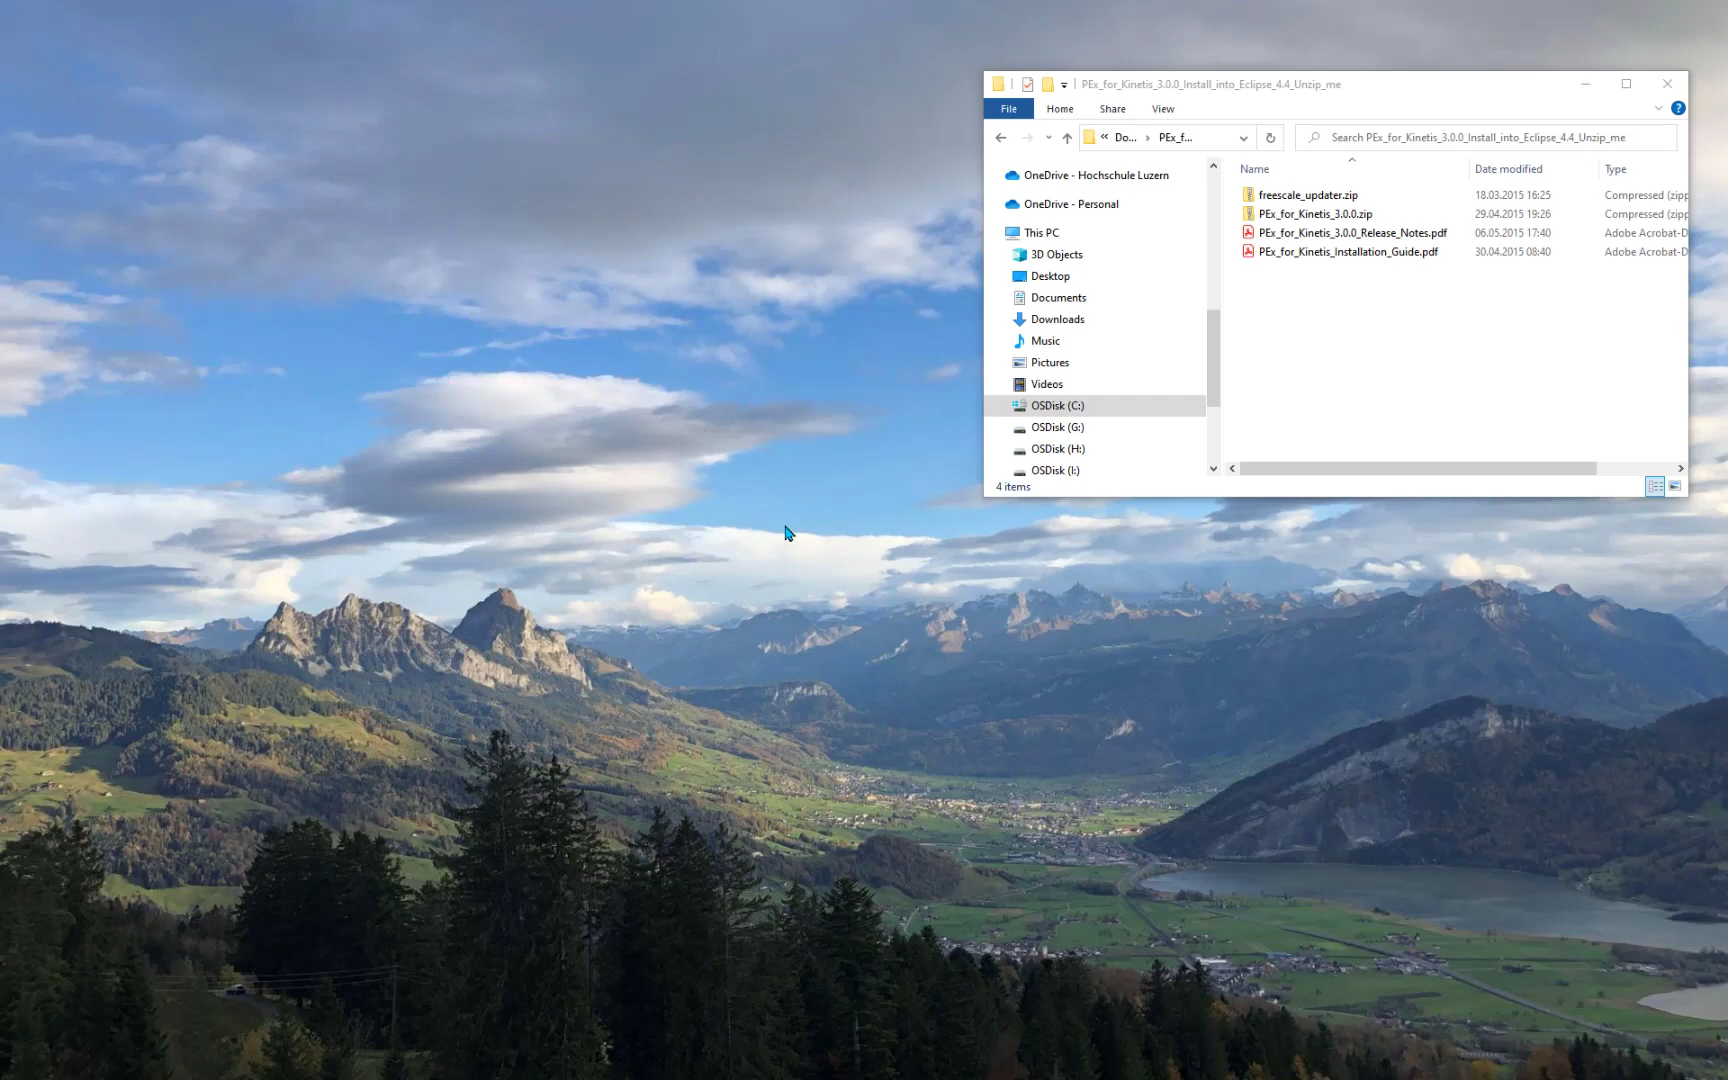 PEx_for_Kinetis_3.0.0_Install_into_Eclipse_4.4_Unzip_me
File Home Share View
« Do... › PEx_f... Search PEx_for_Kinetis_3.0.0_Install_into_Eclipse_4.4_Unzip_me
OneDrive - Hochschule Luzern
OneDrive - Personal
This PC
3D Objects
Desktop
Documents
Downloads
Music
Pictures
Videos
OSDisk (C:)
OSDisk (G:)
OSDisk (H:)
OSDisk (I:)
Name Date modified Type
freescale_updater.zip 18.03.2015 16:25 Compressed (zipp
PEx_for_Kinetis_3.0.0.zip 29.04.2015 19:26 Compressed (zipp
PEx_for_Kinetis_3.0.0_Release_Notes.pdf 06.05.2015 17:40 Adobe Acrobat-D
PEx_for_Kinetis_Installation_Guide.pdf 30.04.2015 08:40 Adobe Acrobat-D
4 items